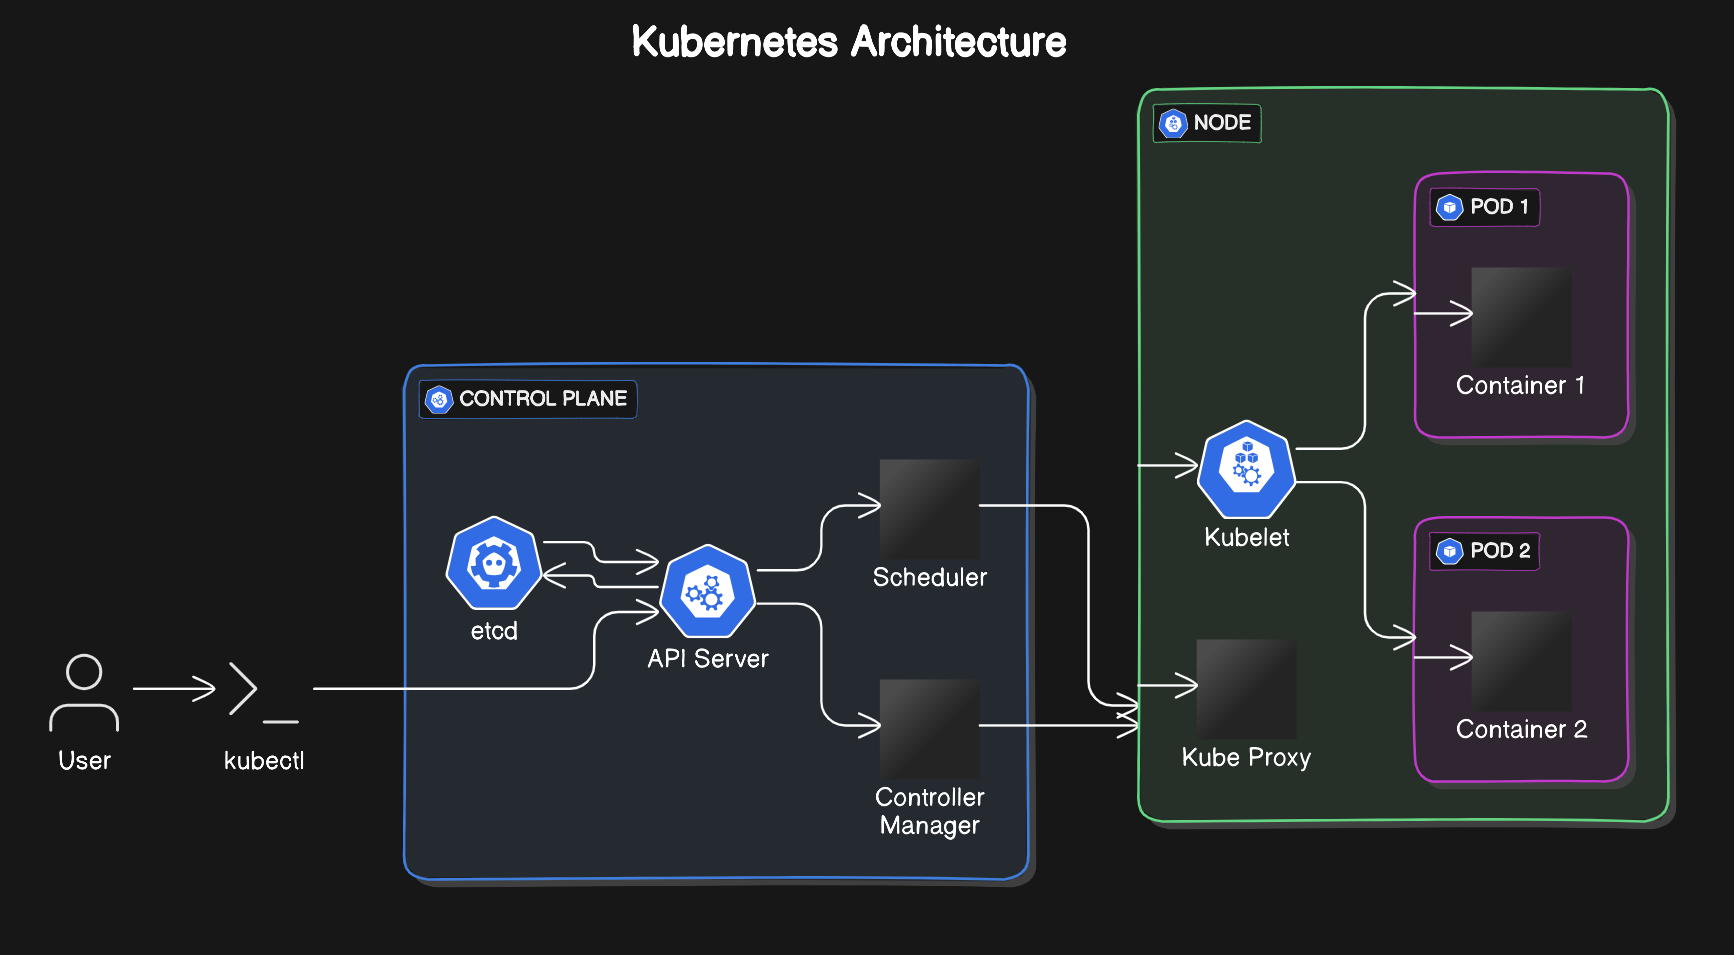 Kubernetes Architecture
NODE
POD 1
Container 1
CONTROL PLANE
Scheduler
Kubelet
POD 2
etcd
API Server
User
kubectl
Controller
Manager
Kube Proxy
Container 2